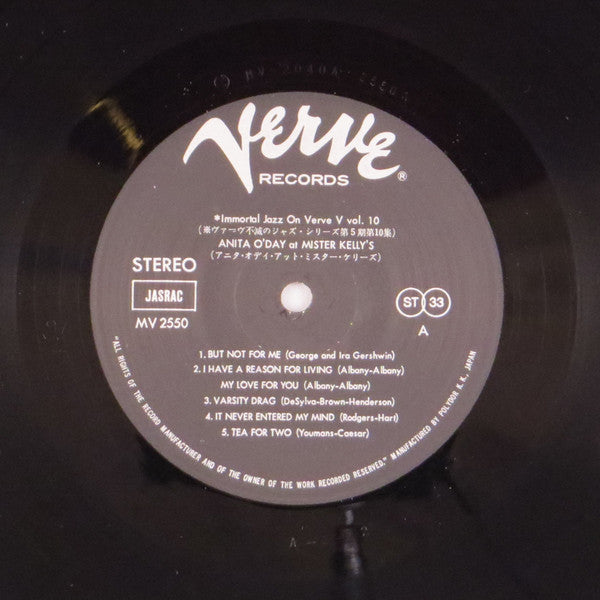 Verve
RECORDS ®
*Immortal Jazz On Verve V vol. 10
(※ヴァーヴ不滅のジャズ・シリーズ第5期第10集)
ANITA O'DAY at MISTER KELLY'S
(アニタ・オデイ・アット・ミスター・ケリーズ)
STEREO
JASRAC
MV 2550
ST 33
A
1. BUT NOT FOR ME (George and Ira Gershwin)
2. I HAVE A REASON FOR LIVING (Albany-Albany)
MY LOVE FOR YOU (Albany-Albany)
3. VARSITY DRAG (DeSylva-Brown-Henderson)
4. IT NEVER ENTERED MY MIND (Rodgers-Hart)
5. TEA FOR TWO (Youmans-Caesar)
"ALL RIGHTS OF THE RECORD MANUFACTURER AND OF THE OWNER OF THE WORK RECORDED RESERVED." MANUFACTURED BY POLYDOR K. K., JAPAN